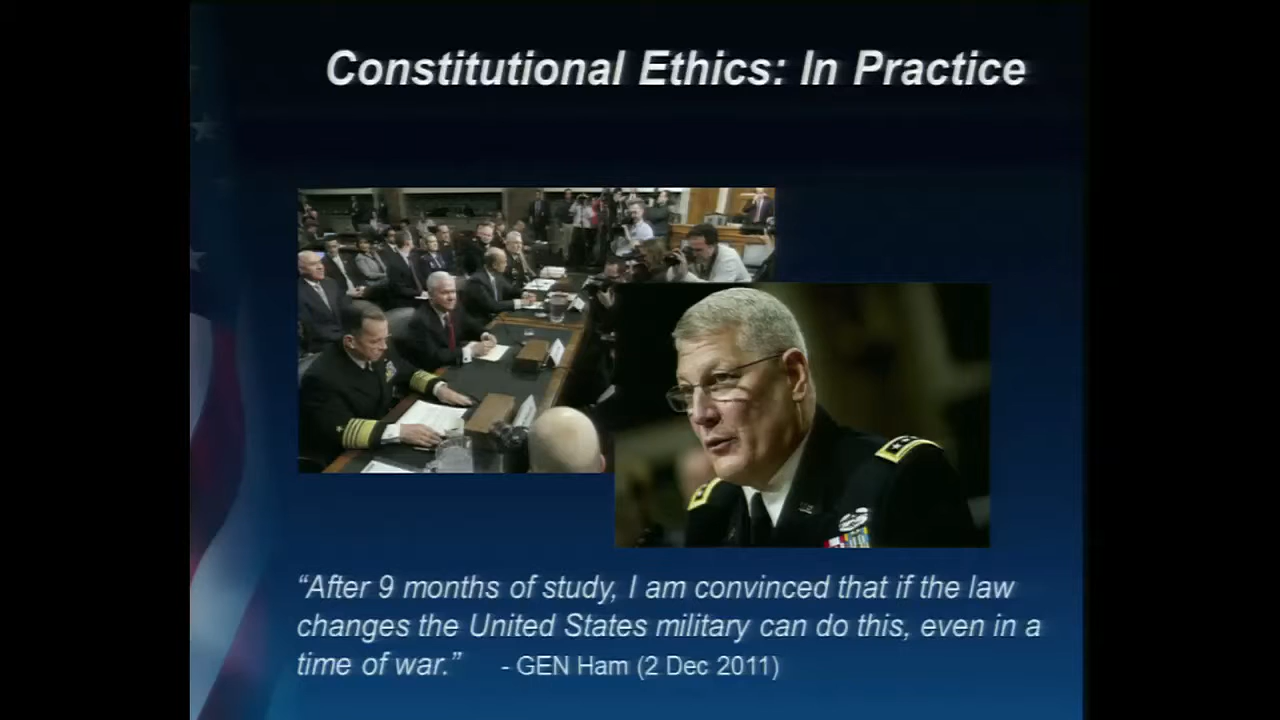 Constitutional Ethics: In Practice
“After 9 months of study, I am convinced that if the law
changes the United States military can do this, even in a
time of war.” - GEN Ham (2 Dec 2011)